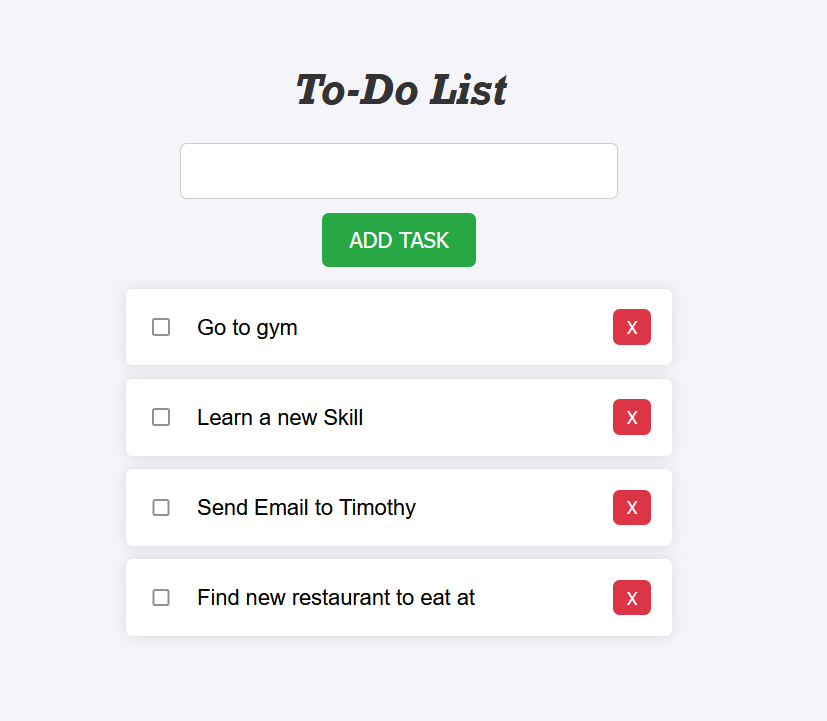 To-Do List
ADD TASK
Go to gym
X
Learn a new Skill
X
Send Email to Timothy
X
Find new restaurant to eat at
X